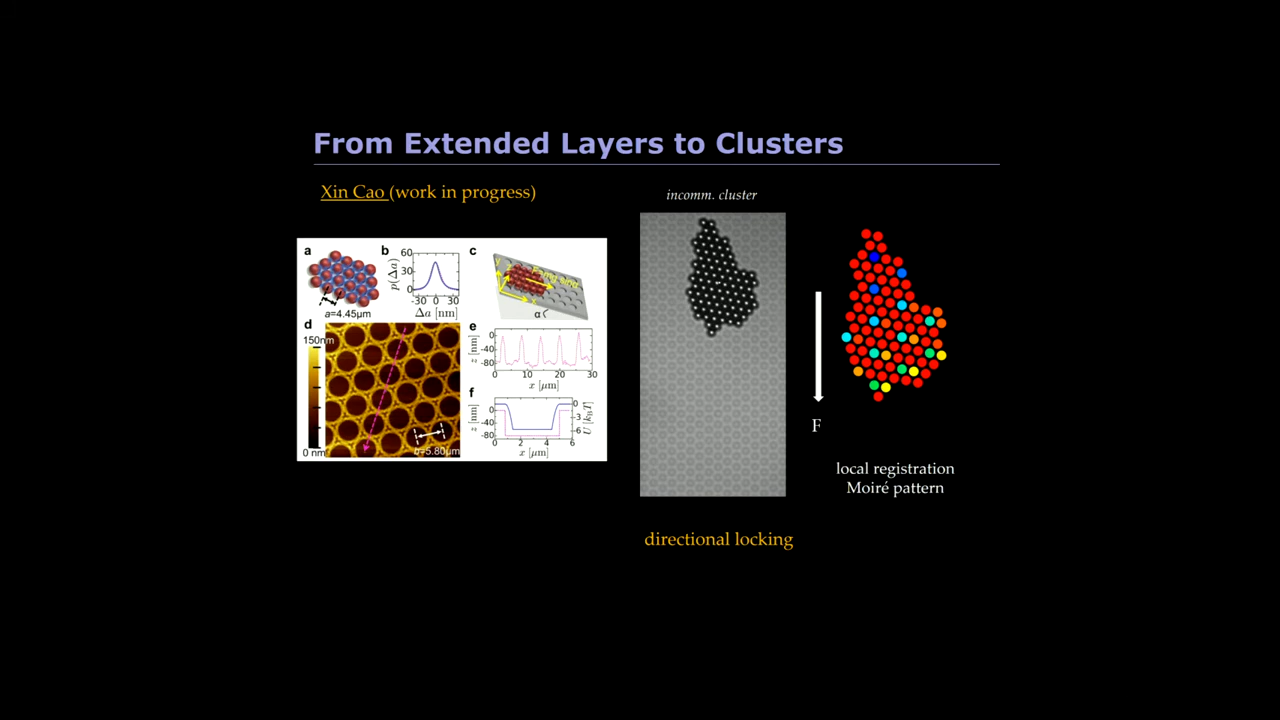 From Extended Layers to Clusters
Xin Cao (work in progress)
incomm. cluster
a
a=4.45μm
b
60
30
0
p(Δa)
-30 0 30
Δa [nm]
c
y
x
α
d
150nm
0 nm
b=5.80μm
e
0
-40
-80
z [nm]
0 10 20 30
x [μm]
f
0
-40
-80
z [nm]
0
3
6
U [k_BT]
0 2 4 6
x [μm]
F
local registration
Moiré pattern
directional locking